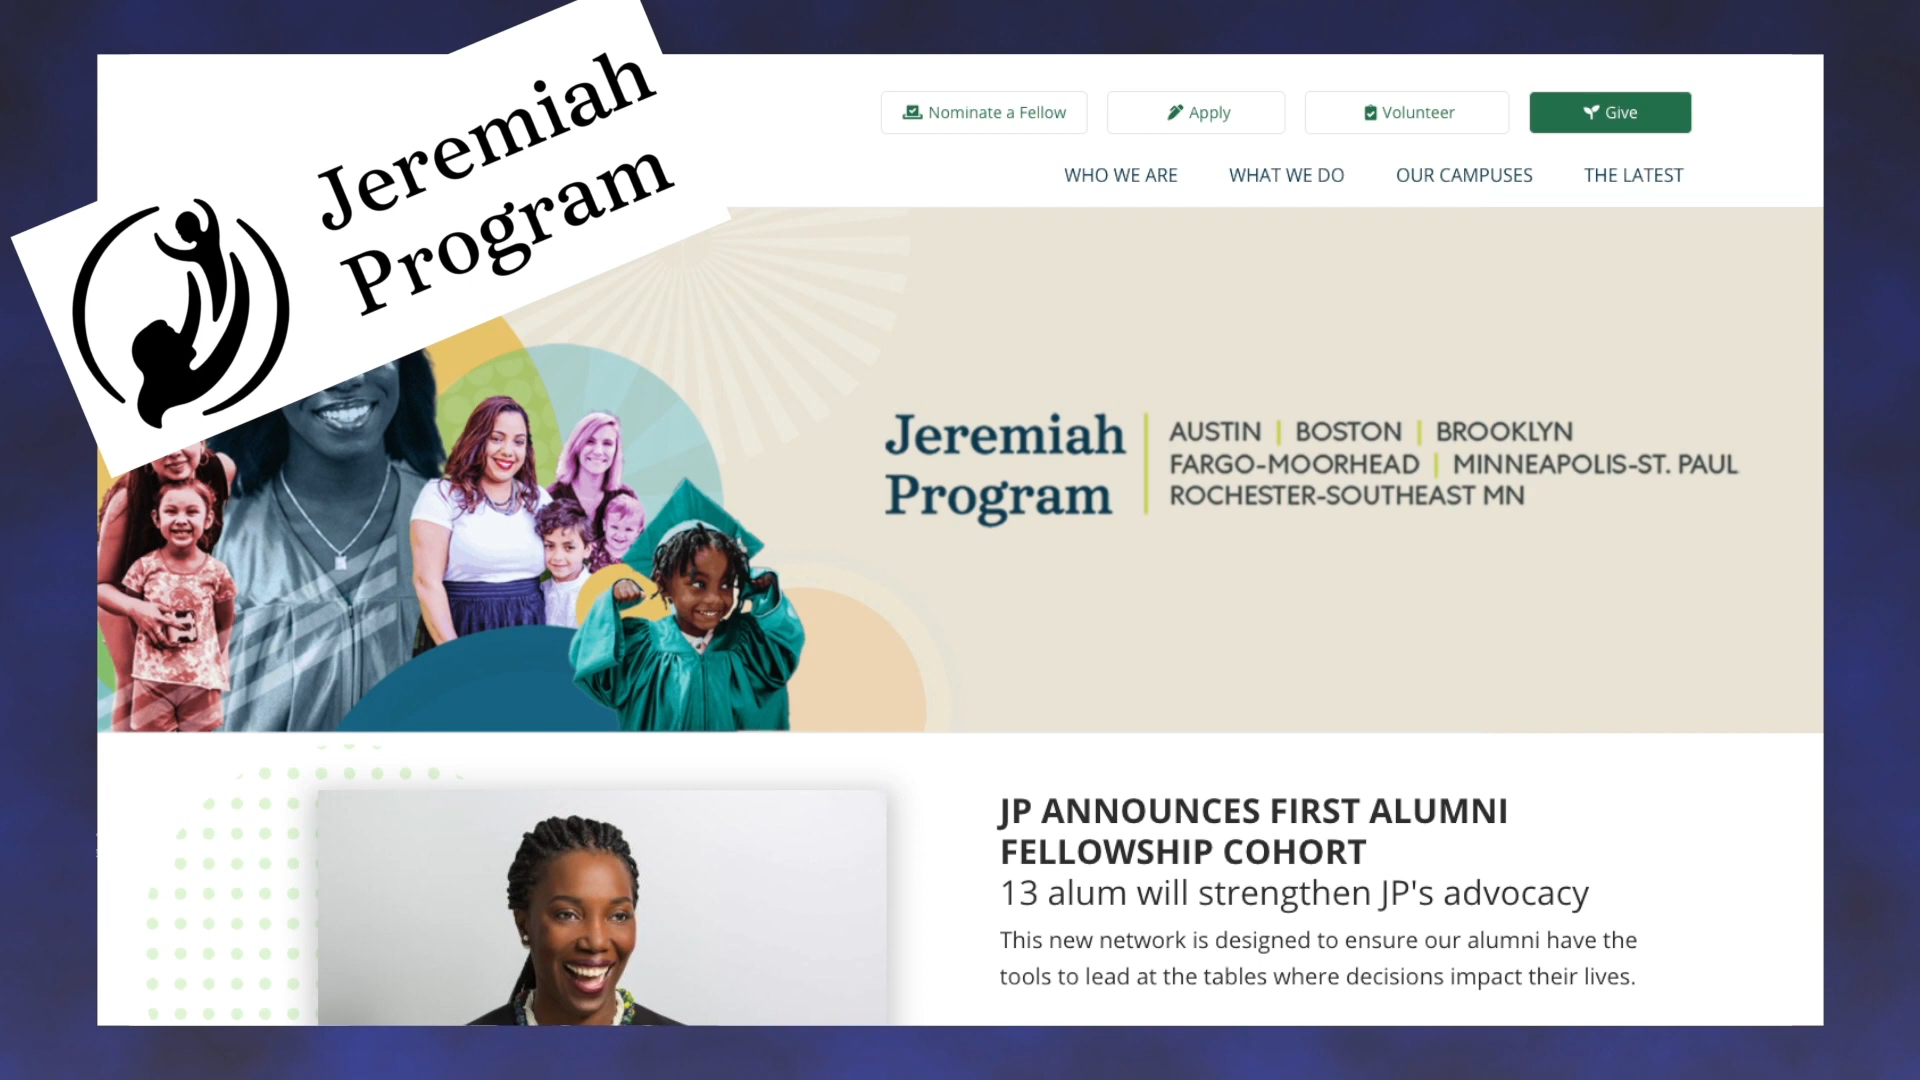 Jeremiah
Program
Nominate a Fellow
Apply
Volunteer
Give
WHO WE ARE
WHAT WE DO
OUR CAMPUSES
THE LATEST
Jeremiah
Program
AUSTIN | BOSTON | BROOKLYN
FARGO-MOORHEAD | MINNEAPOLIS-ST. PAUL
ROCHESTER-SOUTHEAST MN
JP ANNOUNCES FIRST ALUMNI
FELLOWSHIP COHORT
13 alum will strengthen JP's advocacy
This new network is designed to ensure our alumni have the
tools to lead at the tables where decisions impact their lives.